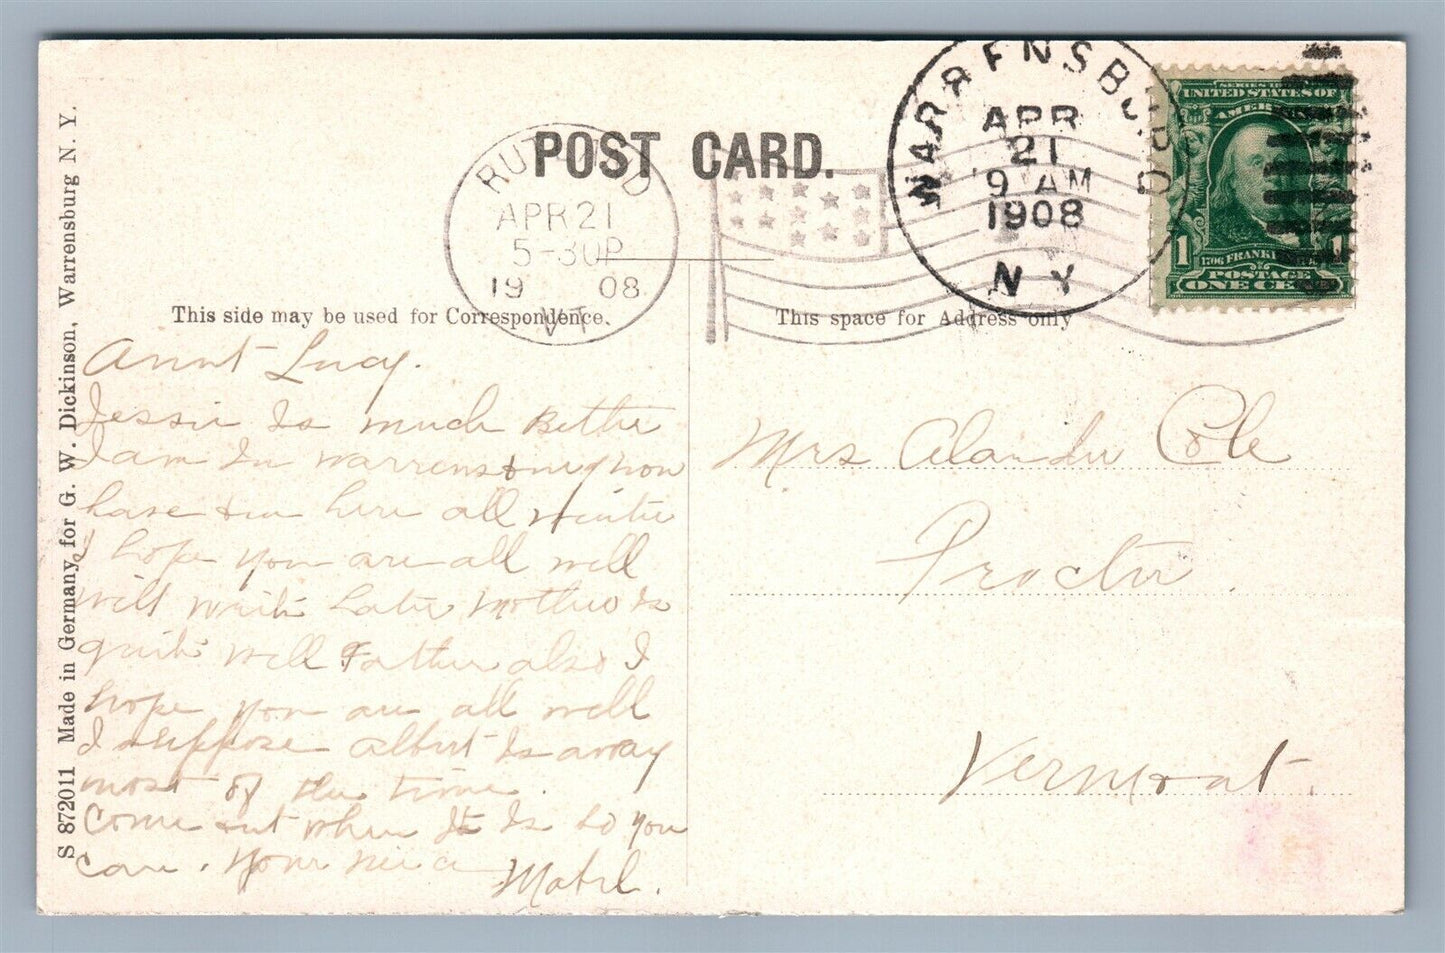 POST CARD.
WARRENSBURG
APR
21
9 AM
1908
N Y
RUTLAND
APR 21
5-30P
19 08
VT
SERIES 1902
UNITED STATES OF
AMERICA
1706 FRANKLIN
1 1
POSTAGE
ONE CENT
This side may be used for Correspondence.
This space for Address only
S 872011 Made in Germany for G. W. Dickinson, Warrensburg N. Y.
Aunt Lucy.
Jessie Is much Better
I am In warrensburg now
have bin here all winter
I hope you are all well
will write Later Mother Is
quite well Father also I
hope you are all well
I suppose albert Is away
most of the time.
Come out when It Is so you
can. Your niece
Mabel.
Mrs Cole
Proctor.
Vermont.